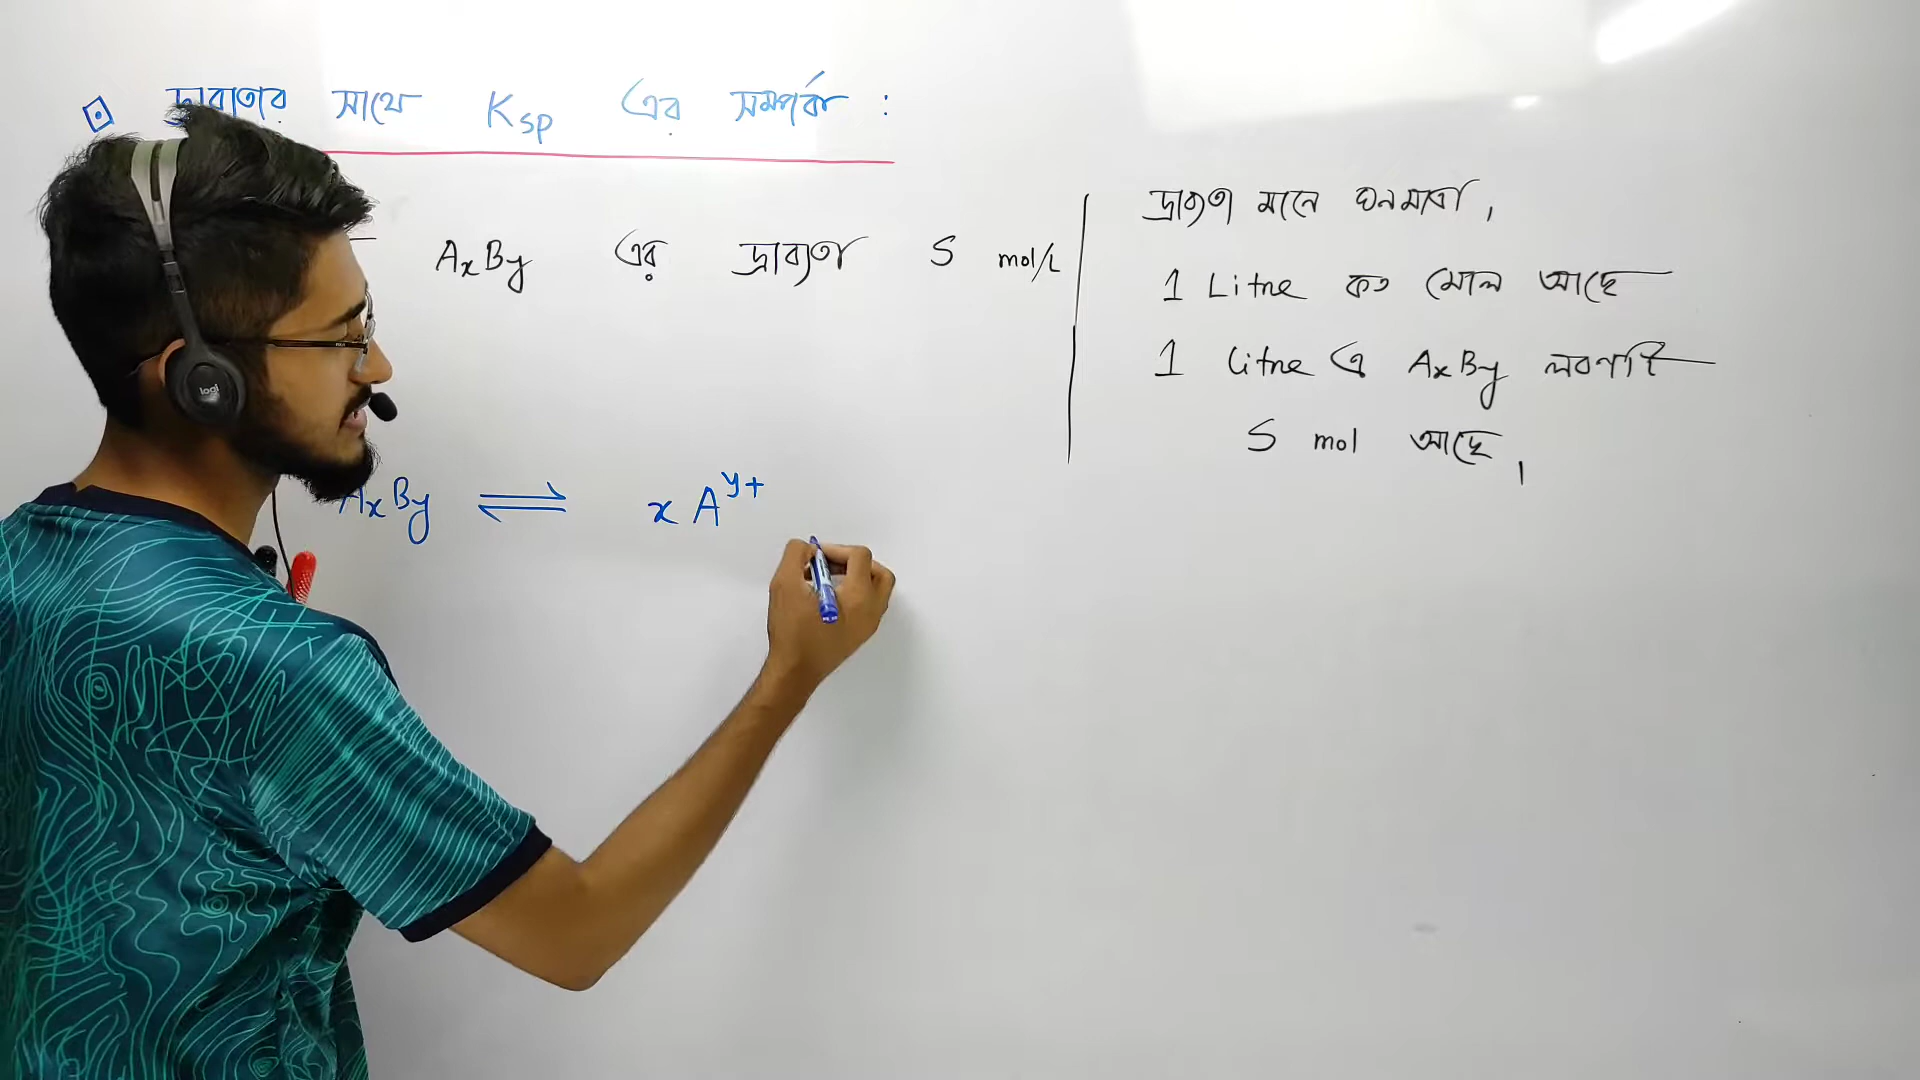 দ্রাব্যতার সাথে Ksp এর সম্পর্ক :
AxBy এর দ্রাব্যতা S mol/L
AxBy ⇌ x A^y+
দ্রাব্যতা মানে ঘনমাত্রা,
1 Litre কত মোল আছে
1 Litre এ AxBy লবণটি
S mol আছে,
logi